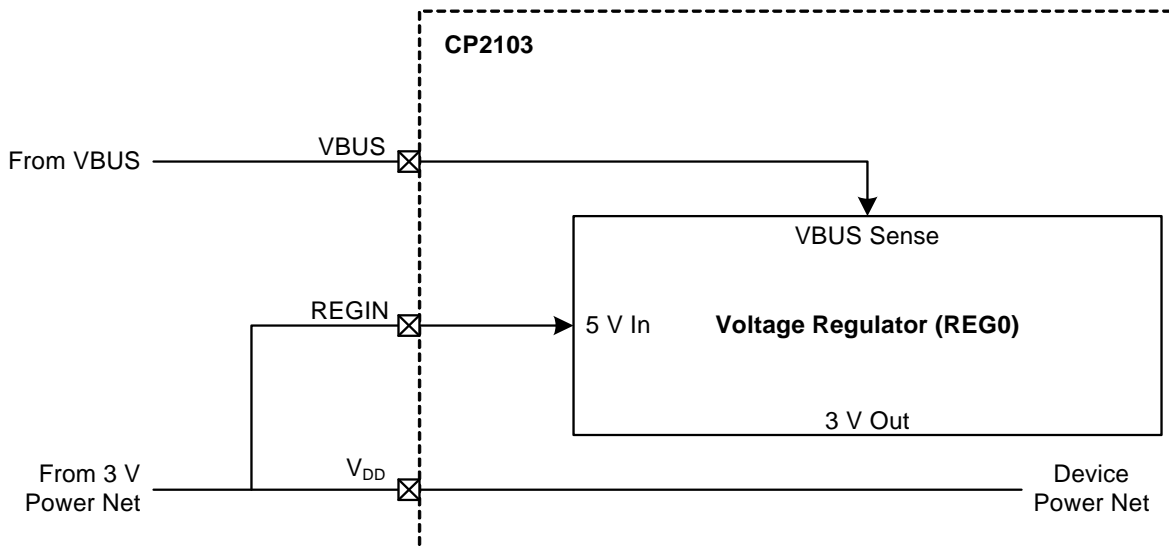 CP2103
VBUS
From VBUS
VBUS Sense
REGIN
5 V In
Voltage Regulator (REG0)
3 V Out
From 3 V
Power Net
VDD
Device
Power Net